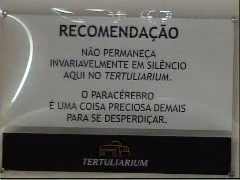 RECOMENDAÇÃO
NÃO PERMANEÇA
INVARIAVELMENTE EM SILÊNCIO
AQUI NO TERTULIARIUM.
O PARACÉREBRO
É UMA COISA PRECIOSA DEMAIS
PARA SE DESPERDIÇAR.
TERTULIARIUM